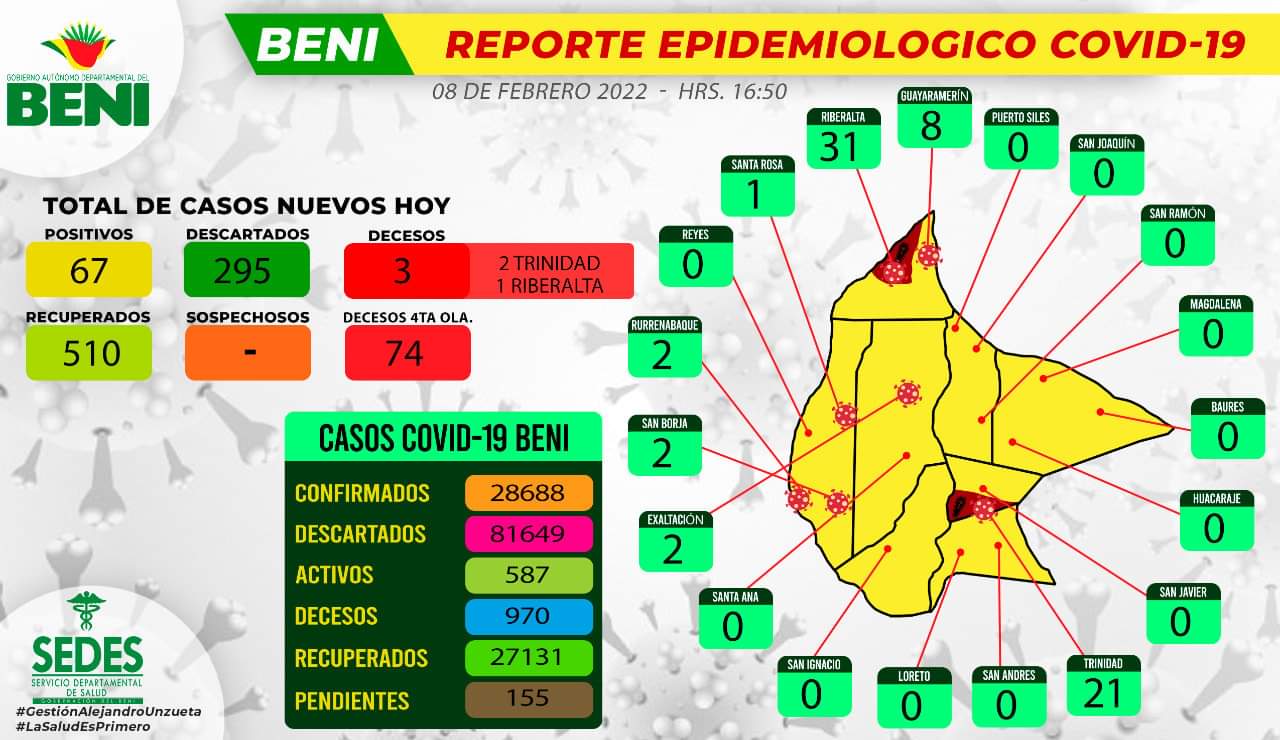 GOBIERNO AUTÓNOMO DEPARTAMENTAL DEL
BENI
BENI REPORTE EPIDEMIOLOGICO COVID-19
08 DE FEBRERO 2022 - HRS. 16:50
TOTAL DE CASOS NUEVOS HOY
POSITIVOS
67
DESCARTADOS
295
DECESOS
3
2 TRINIDAD
1 RIBERALTA
RECUPERADOS
510
SOSPECHOSOS
-
DECESOS 4TA OLA.
74
CASOS COVID-19 BENI
CONFIRMADOS 28688
DESCARTADOS 81649
ACTIVOS 587
DECESOS 970
RECUPERADOS 27131
PENDIENTES 155
RIBERALTA
31
GUAYARAMERÍN
8
PUERTO SILES
0
SAN JOAQUÍN
0
SANTA ROSA
1
SAN RAMÓN
0
REYES
0
MAGDALENA
0
RURRENABAQUE
2
BAURES
0
SAN BORJA
2
HUACARAJE
0
EXALTACIÓN
2
SAN JAVIER
0
SANTA ANA
0
SAN IGNACIO
0
LORETO
0
SAN ANDRES
0
TRINIDAD
21
SEDES
SERVICIO DEPARTAMENTAL
DE SALUD
GOBERNACIÓN DEL BENI
#GestiónAlejandroUnzueta
#LaSaludEsPrimero